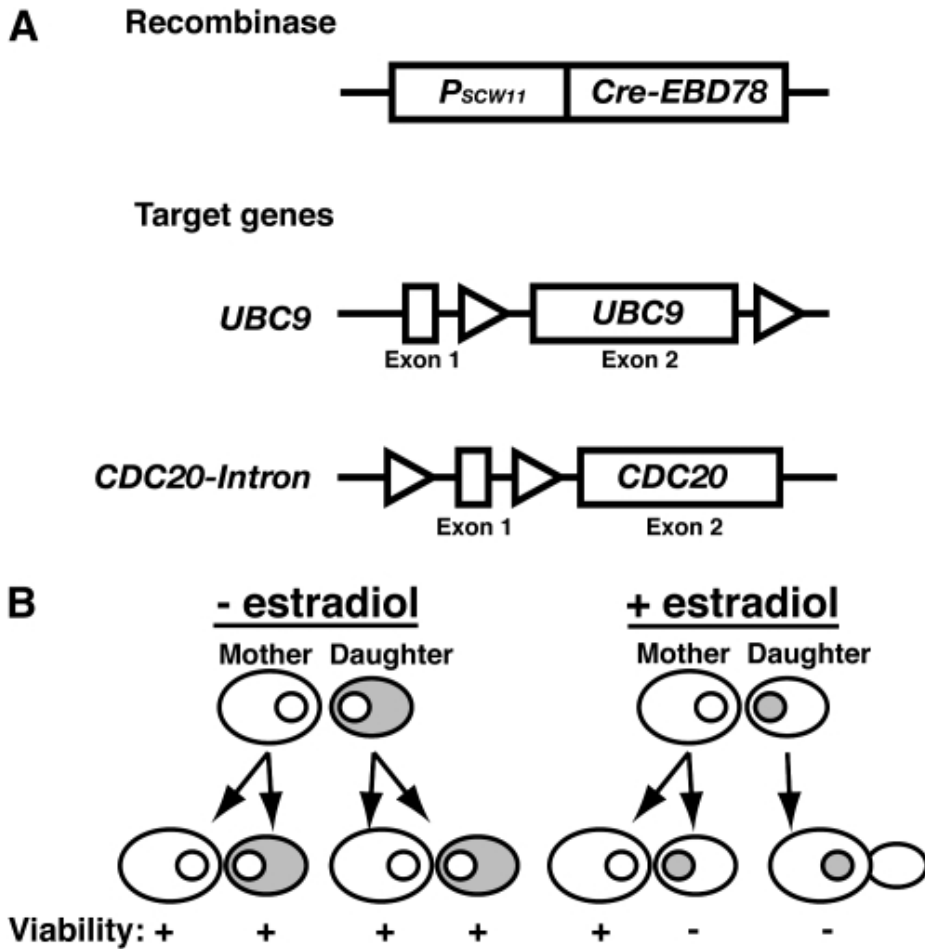 A
Recombinase
PSCW11 Cre-EBD78
Target genes
UBC9 UBC9
Exon 1 Exon 2
CDC20-Intron CDC20
Exon 1 Exon 2
B
- estradiol + estradiol
Mother Daughter Mother Daughter
Viability: + + + + + - -